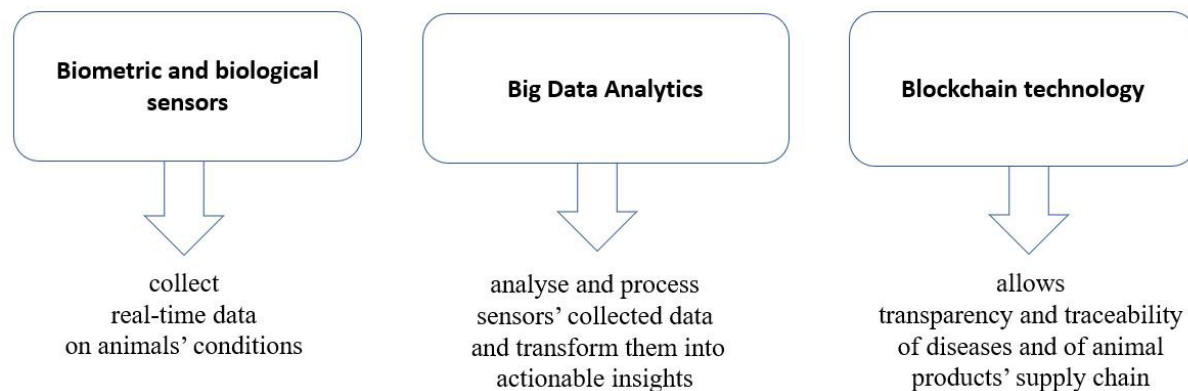 Biometric and biological
sensors
collect
real-time data
on animals’ conditions
Big Data Analytics
analyse and process
sensors’ collected data
and transform them into
actionable insights
Blockchain technology
allows
transparency and traceability
of diseases and of animal
products’ supply chain